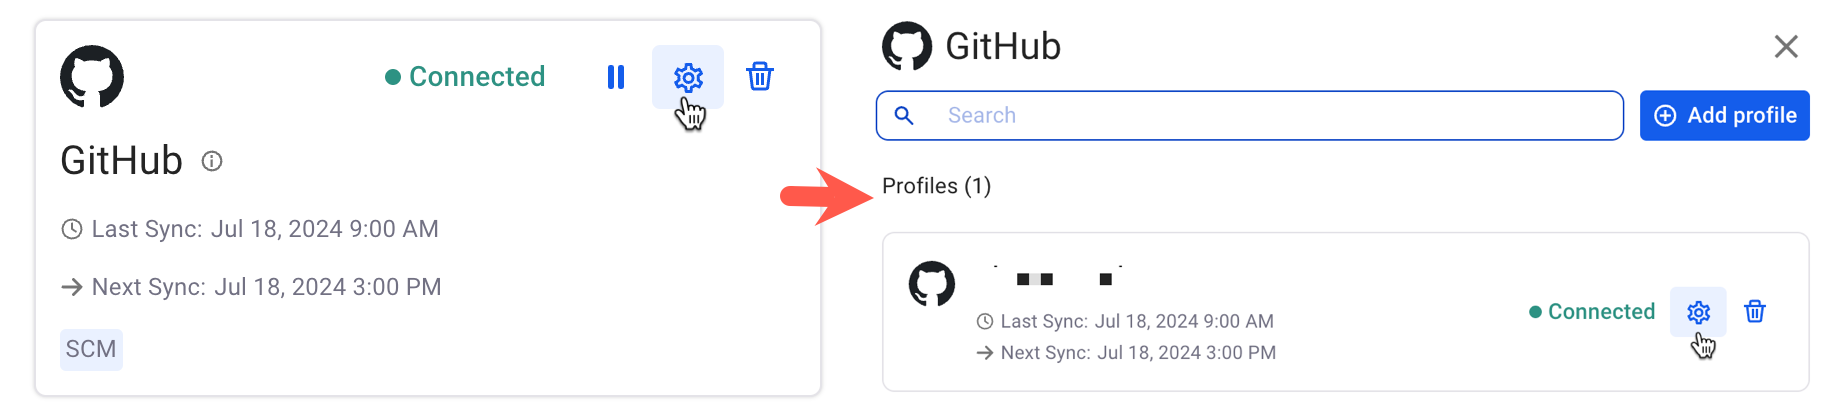 Connected
GitHub
Last Sync: Jul 18, 2024 9:00 AM
Next Sync: Jul 18, 2024 3:00 PM
SCM
GitHub
Search
Add profile
Profiles (1)
Last Sync: Jul 18, 2024 9:00 AM
Connected
Next Sync: Jul 18, 2024 3:00 PM